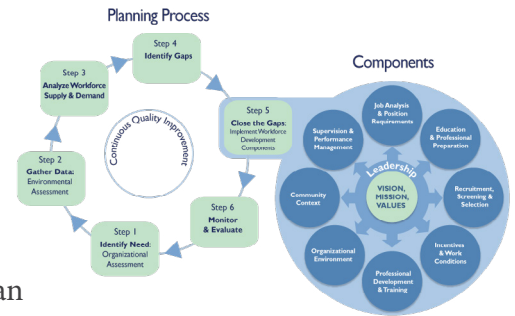 Planning Process
Step 4
Identify Gaps
Step 3
Analyze Workforce
Supply & Demand
Components
Step 5
Close the Gaps:
Implement Workforce
Development
Components
Continuous Quality Improvement
Step 2
Gather Data:
Environmental
Assessment
Step 6
Monitor
& Evaluate
Step 1
Identify Need:
Organizational
Assessment
Job Analysis
& Position
Requirements
Supervision &
Performance
Management
Education
& Professional
Preparation
Leadership
VISION,
MISSION,
VALUES
Community
Context
Recruitment,
Screening &
Selection
Organizational
Environment
Incentives
& Work
Conditions
Professional
Development
& Training
an